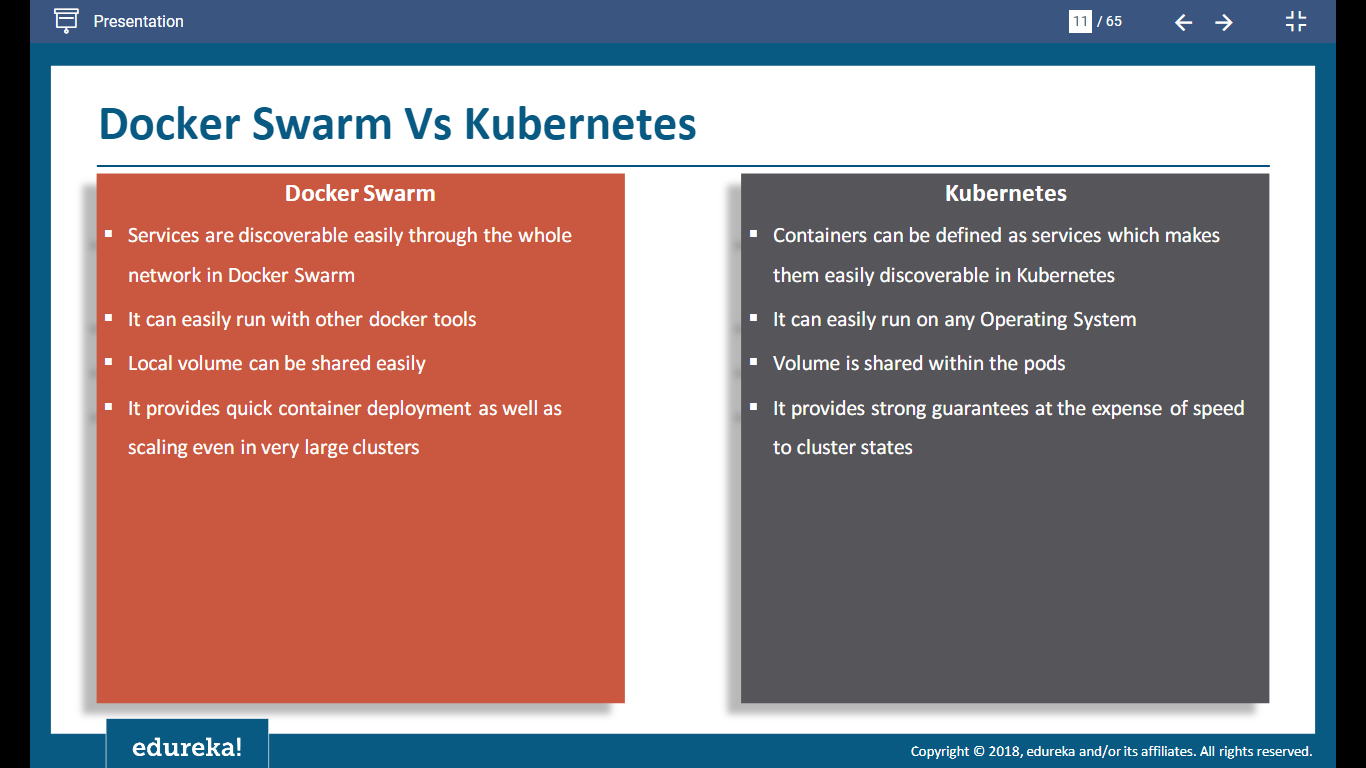 Presentation
11 / 65
Docker Swarm Vs Kubernetes
Docker Swarm
▪ Services are discoverable easily through the whole
network in Docker Swarm
▪ It can easily run with other docker tools
▪ Local volume can be shared easily
▪ It provides quick container deployment as well as
scaling even in very large clusters
Kubernetes
▪ Containers can be defined as services which makes
them easily discoverable in Kubernetes
▪ It can easily run on any Operating System
▪ Volume is shared within the pods
▪ It provides strong guarantees at the expense of speed
to cluster states
edureka!
Copyright © 2018, edureka and/or its affiliates. All rights reserved.